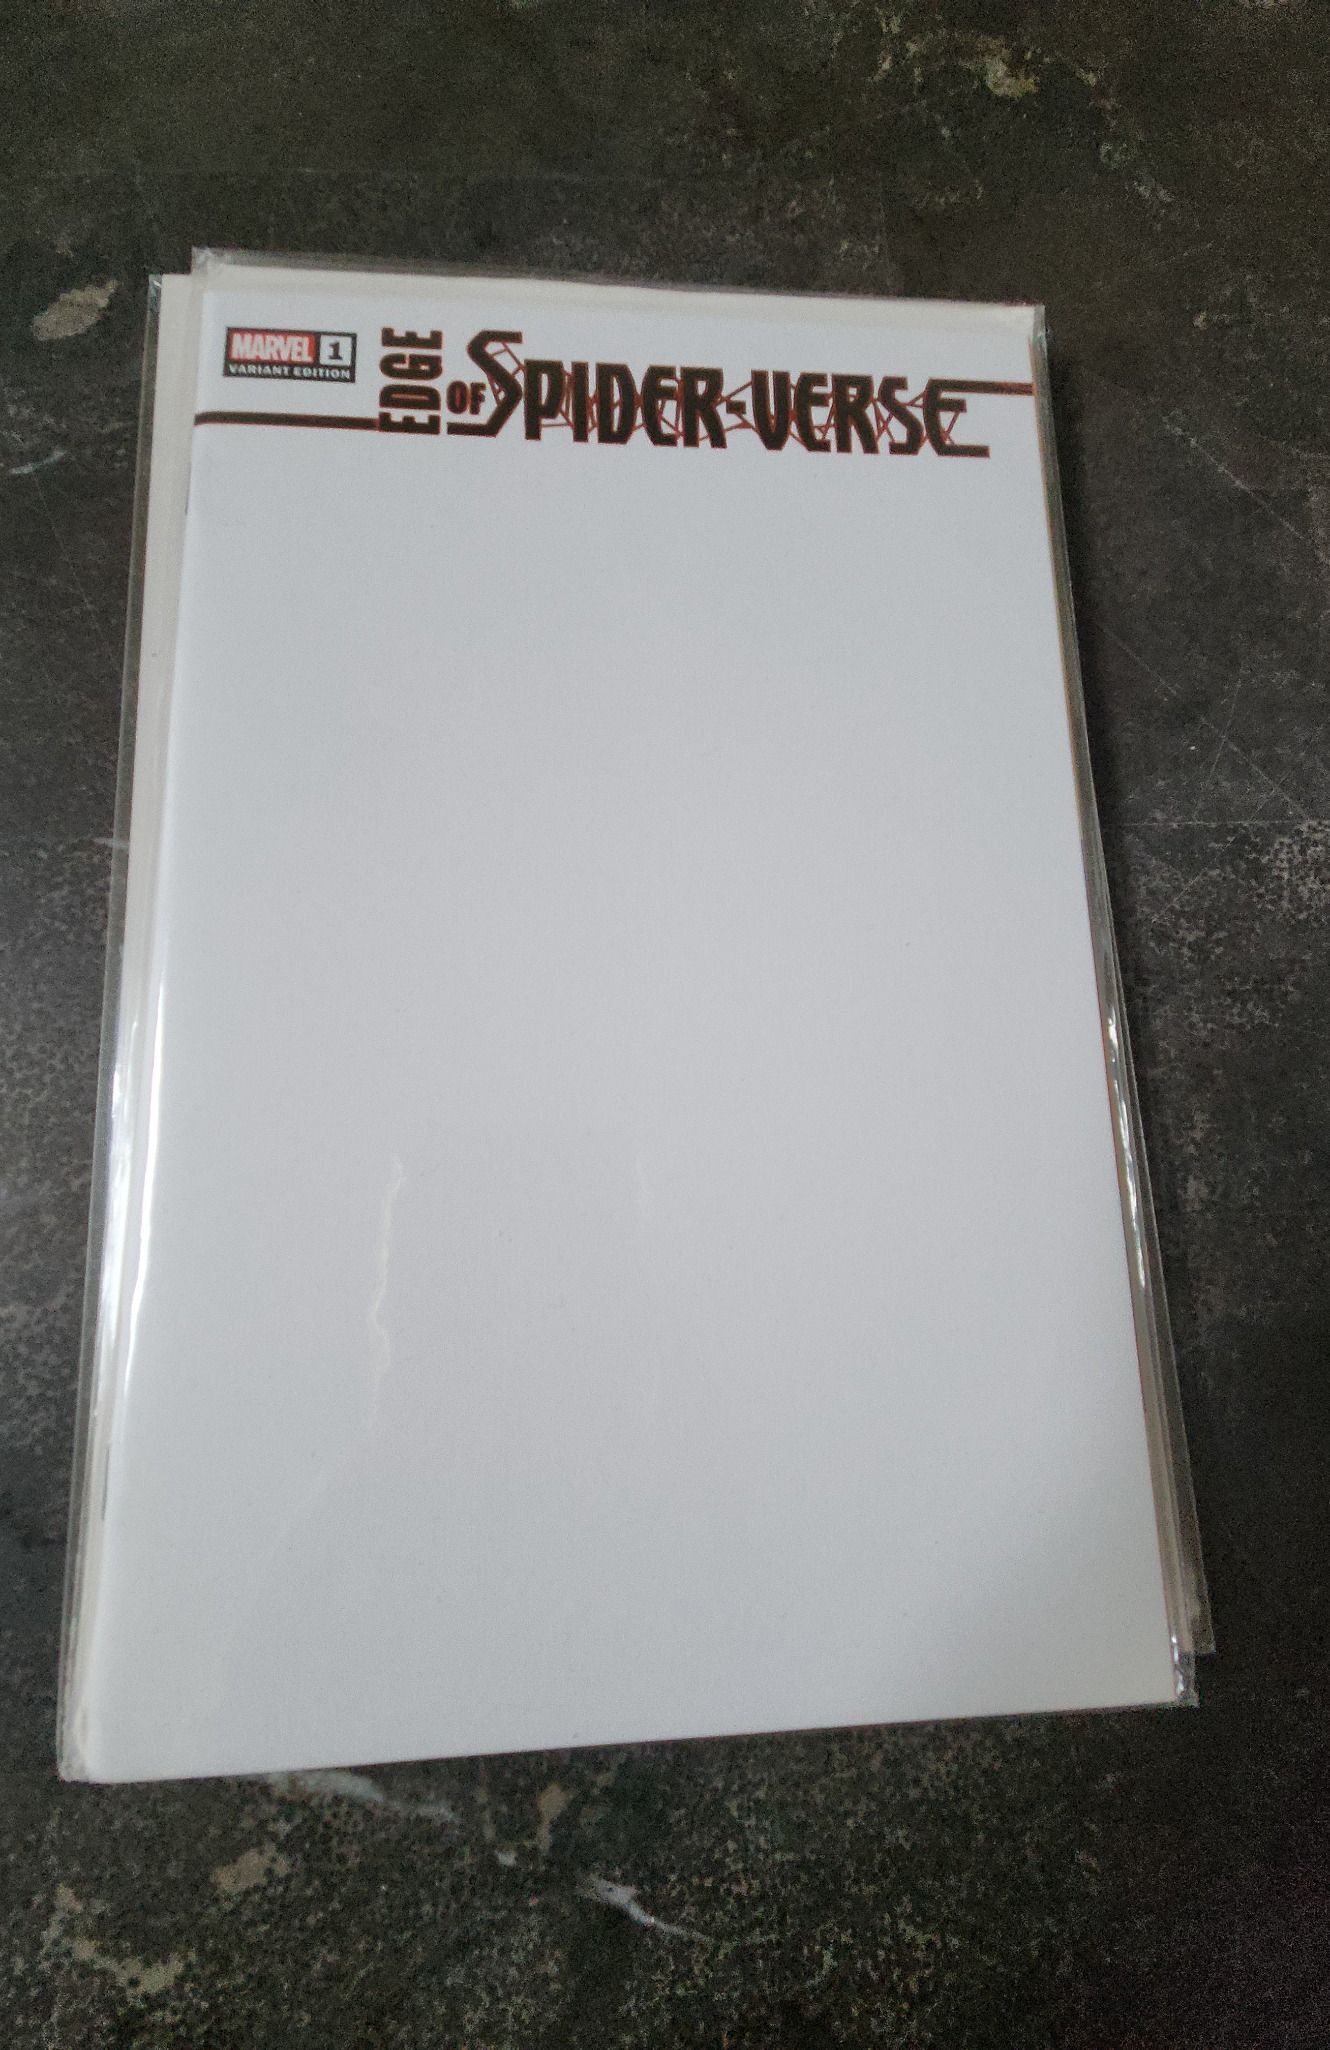 MARVEL 1
VARIANT EDITION
EDGE
OF SPIDER-VERSE